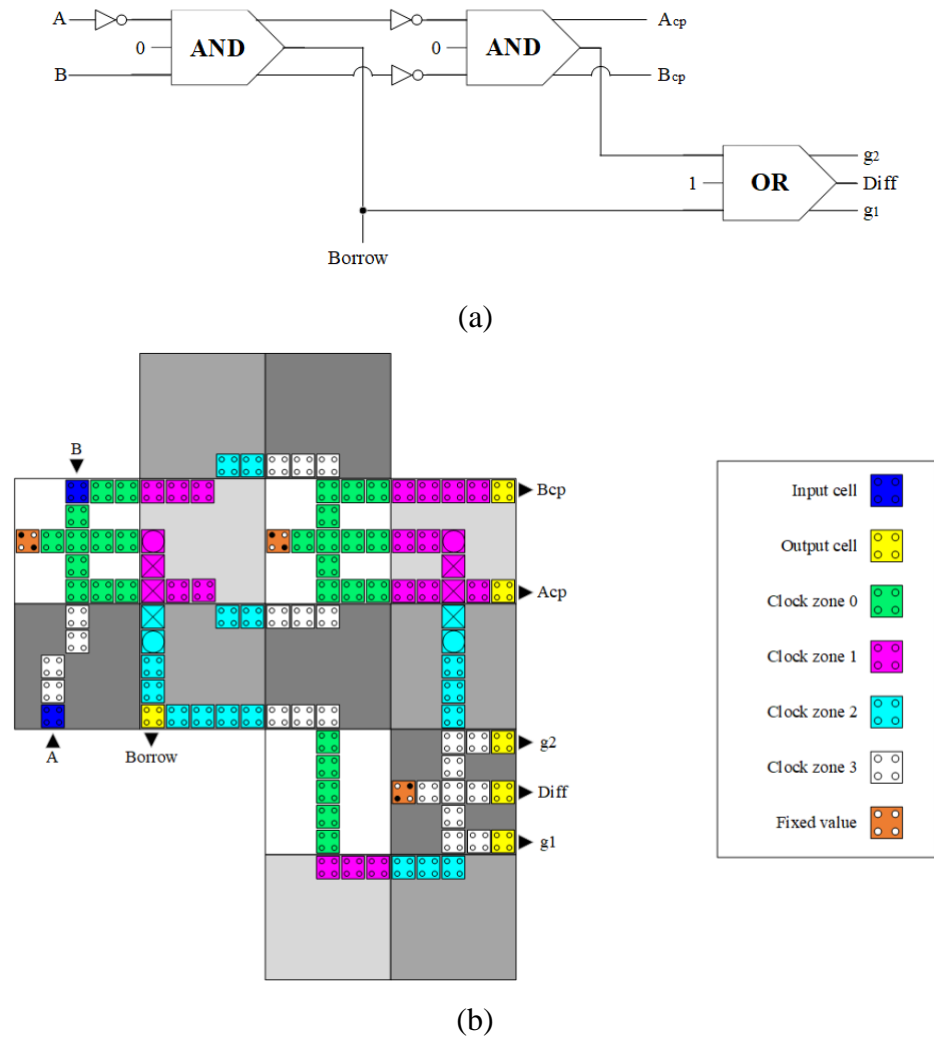 A
0
AND
B
0
AND
Acp
Bcp
1
OR
g2
Diff
g1
Borrow
(a)
B
Bcp
Acp
A
Borrow
g2
Diff
g1
Input cell
Output cell
Clock zone 0
Clock zone 1
Clock zone 2
Clock zone 3
Fixed value
(b)